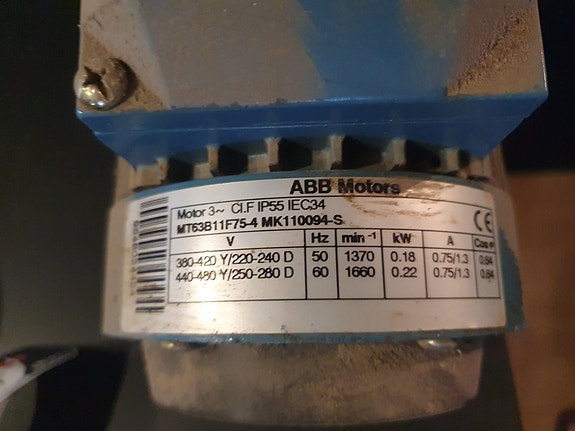 ABB Motors
Motor 3~ Cl.F IP55 IEC34
MT63B11F75-4 MK110094-S
CE
V Hz min⁻¹ kW A Cos φ
380-420 Y/220-240 D 50 1370 0.18 0.75/1.3 0.64
440-480 Y/250-280 D 60 1660 0.22 0.75/1.3 0.64